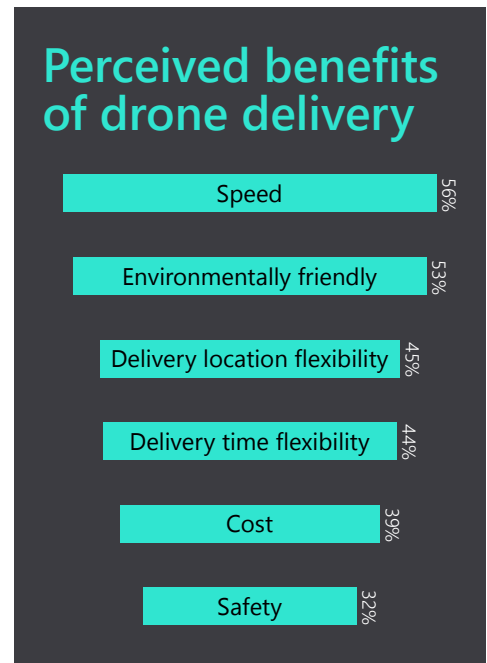 Perceived benefits
of drone delivery
Speed
56%
Environmentally friendly
53%
Delivery location flexibility
45%
Delivery time flexibility
44%
Cost
39%
Safety
32%